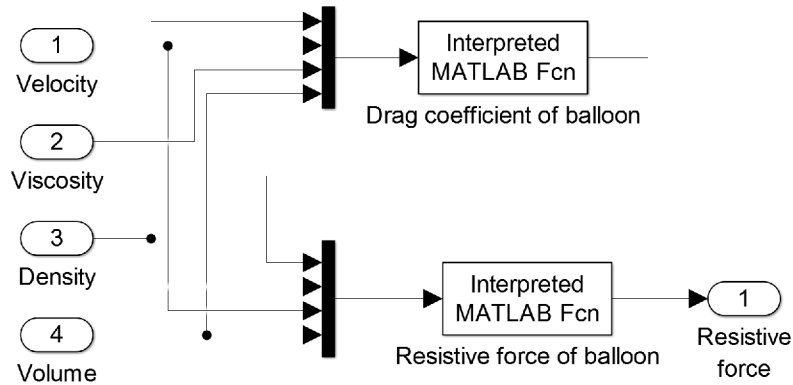 1
Velocity
2
Viscosity
3
Density
4
Volume
Interpreted
MATLAB Fcn
Drag coefficient of balloon
Interpreted
MATLAB Fcn
Resistive force of balloon
1
Resistive
force